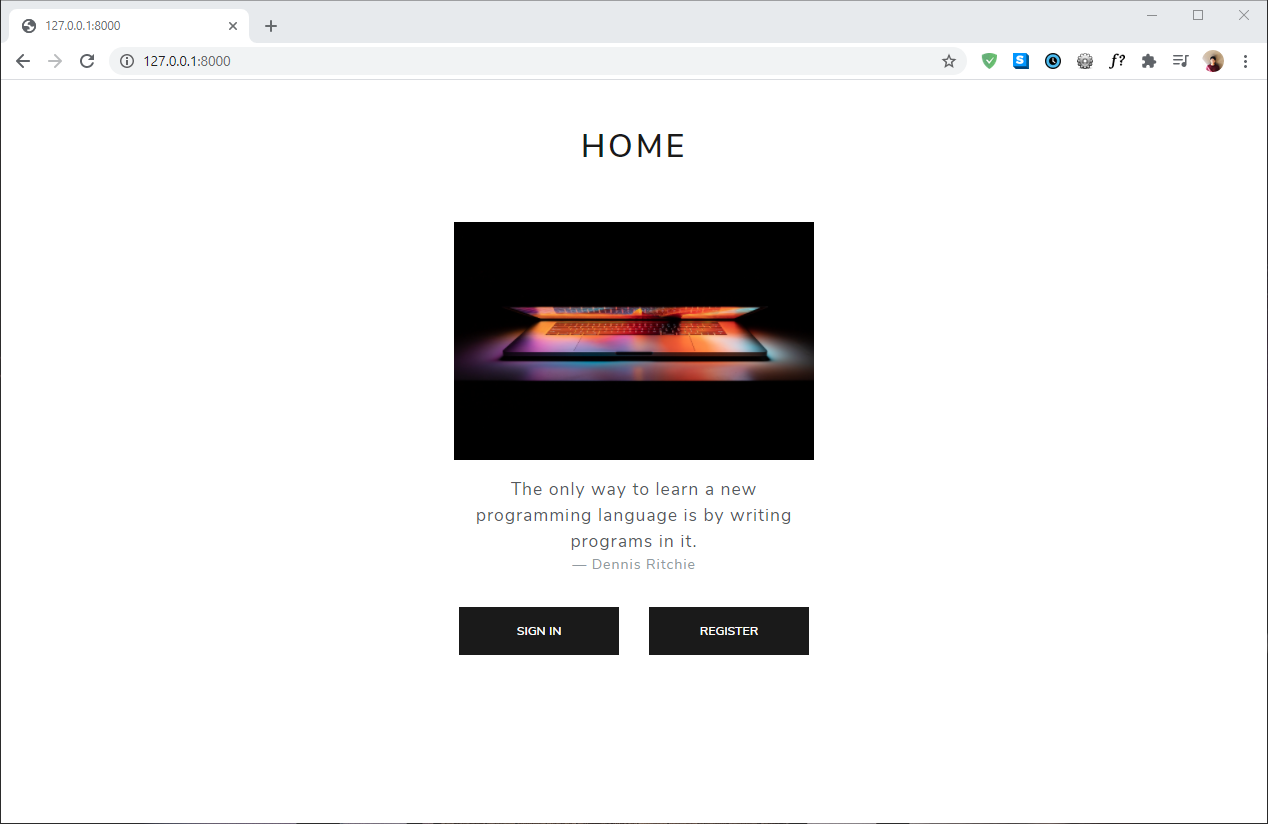 127.0.0.1:8000
127.0.0.1:8000
S
f?
HOME
The only way to learn a new
programming language is by writing
programs in it.
— Dennis Ritchie
SIGN IN
REGISTER